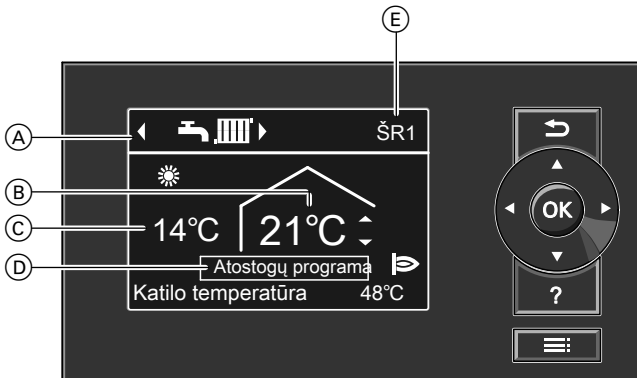 E
A
ŠR1
B
C
14°C 21°C
OK
D
Atostogų programa
Katilo temperatūra 48°C
?